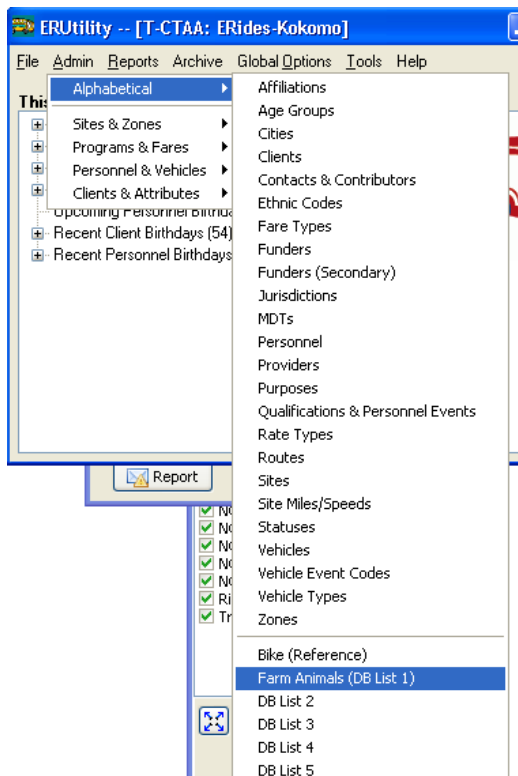 ERUtility -- [T-CTAA: ERides-Kokomo]
File Admin Reports Archive Global Options Tools Help
This
Alphabetical
Sites & Zones
Programs & Fares
Personnel & Vehicles
Clients & Attributes
Recent Client Birthdays (54)
Recent Personnel Birthdays
Affiliations
Age Groups
Cities
Clients
Contacts & Contributors
Ethnic Codes
Fare Types
Funders
Funders (Secondary)
Jurisdictions
MDTs
Personnel
Providers
Purposes
Qualifications & Personnel Events
Rate Types
Routes
Sites
Site Miles/Speeds
Statuses
Vehicles
Vehicle Event Codes
Vehicle Types
Zones
Bike (Reference)
Farm Animals (DB List 1)
DB List 2
DB List 3
DB List 4
DB List 5
Report